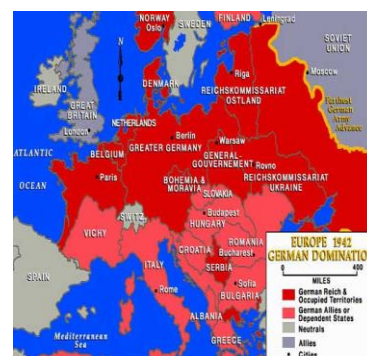 NORWAY
Oslo
SWEDEN
FINLAND
Leningrad
SOVIET
UNION
N
IRELAND
GREAT
BRITAIN
London
DENMARK
Riga
REICHSKOMMISSARIAT
OSTLAND
Moscow
Farthest
German
Army
Advance
NETHERLANDS
Berlin
GREATER GERMANY
Warsaw
GENERAL-
GOUVERNEMENT
Rovno
REICHSKOMMISSARIAT
UKRAINE
ATLANTIC
OCEAN
BELGIUM
Paris
BOHEMIA &
MORAVIA
SLOVAKIA
SWITZ
Budapest
HUNGARY
VICHY
CROATIA
ROMANIA
Bucharest
SERBIA
ITALY
Rome
Sofia
BULGARIA
SPAIN
ALBANIA
GREECE
Mediterranean
Sea
EUROPE 1942
GERMAN DOMINATIO
0
400
MILES
German Reich &
Occupied Territories
German Allies or
Dependent States
Neutrals
Allies
Cities